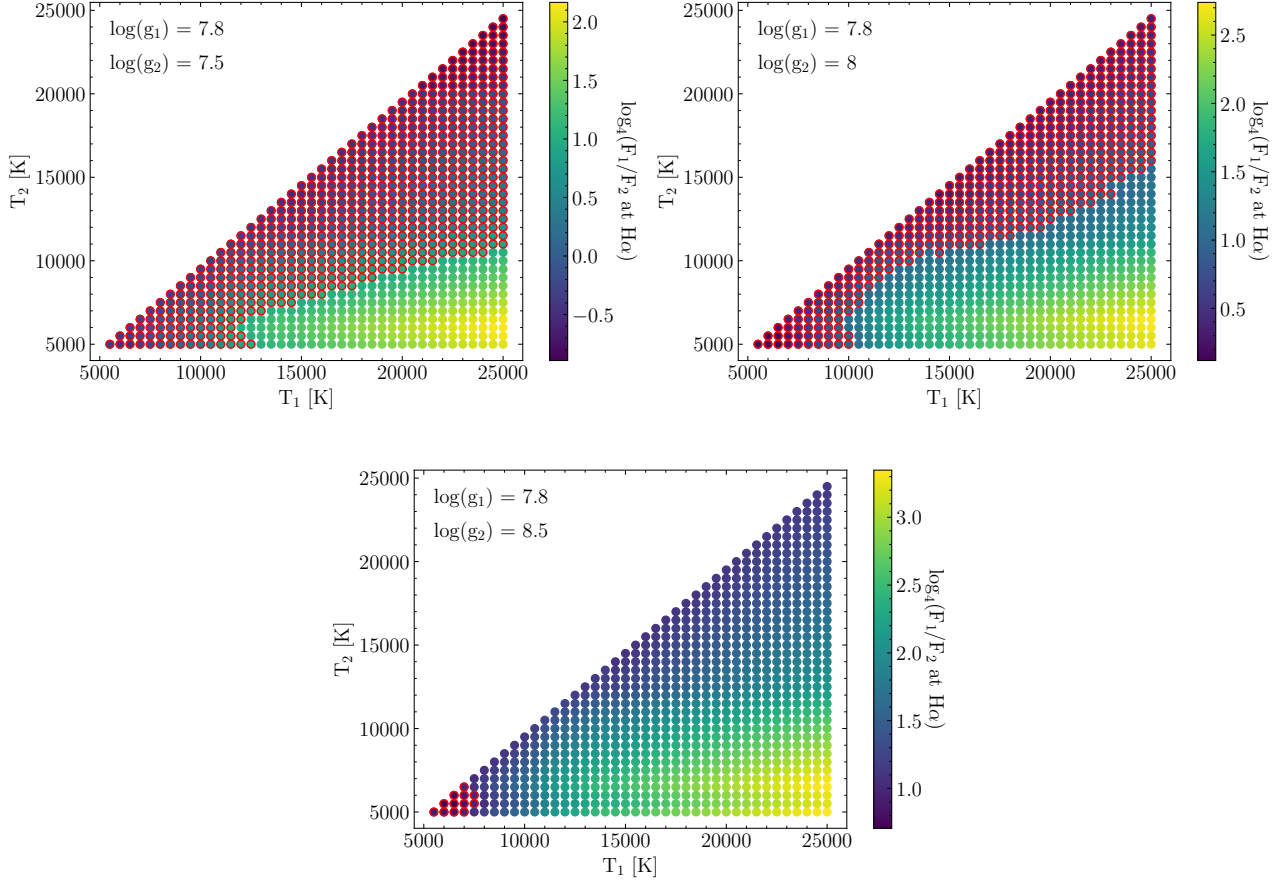 log(g₁) = 7.8
log(g₂) = 7.5
T₂ [K]
25000
20000
15000
10000
5000
5000 10000 15000 20000 25000
T₁ [K]
2.0
1.5
1.0
0.5
0.0
−0.5
log₄(F₁/F₂ at Hα)
log(g₁) = 7.8
log(g₂) = 8
T₂ [K]
25000
20000
15000
10000
5000
5000 10000 15000 20000 25000
T₁ [K]
2.5
2.0
1.5
1.0
0.5
log₄(F₁/F₂ at Hα)
log(g₁) = 7.8
log(g₂) = 8.5
T₂ [K]
25000
20000
15000
10000
5000
5000 10000 15000 20000 25000
T₁ [K]
3.0
2.5
2.0
1.5
1.0
log₄(F₁/F₂ at Hα)